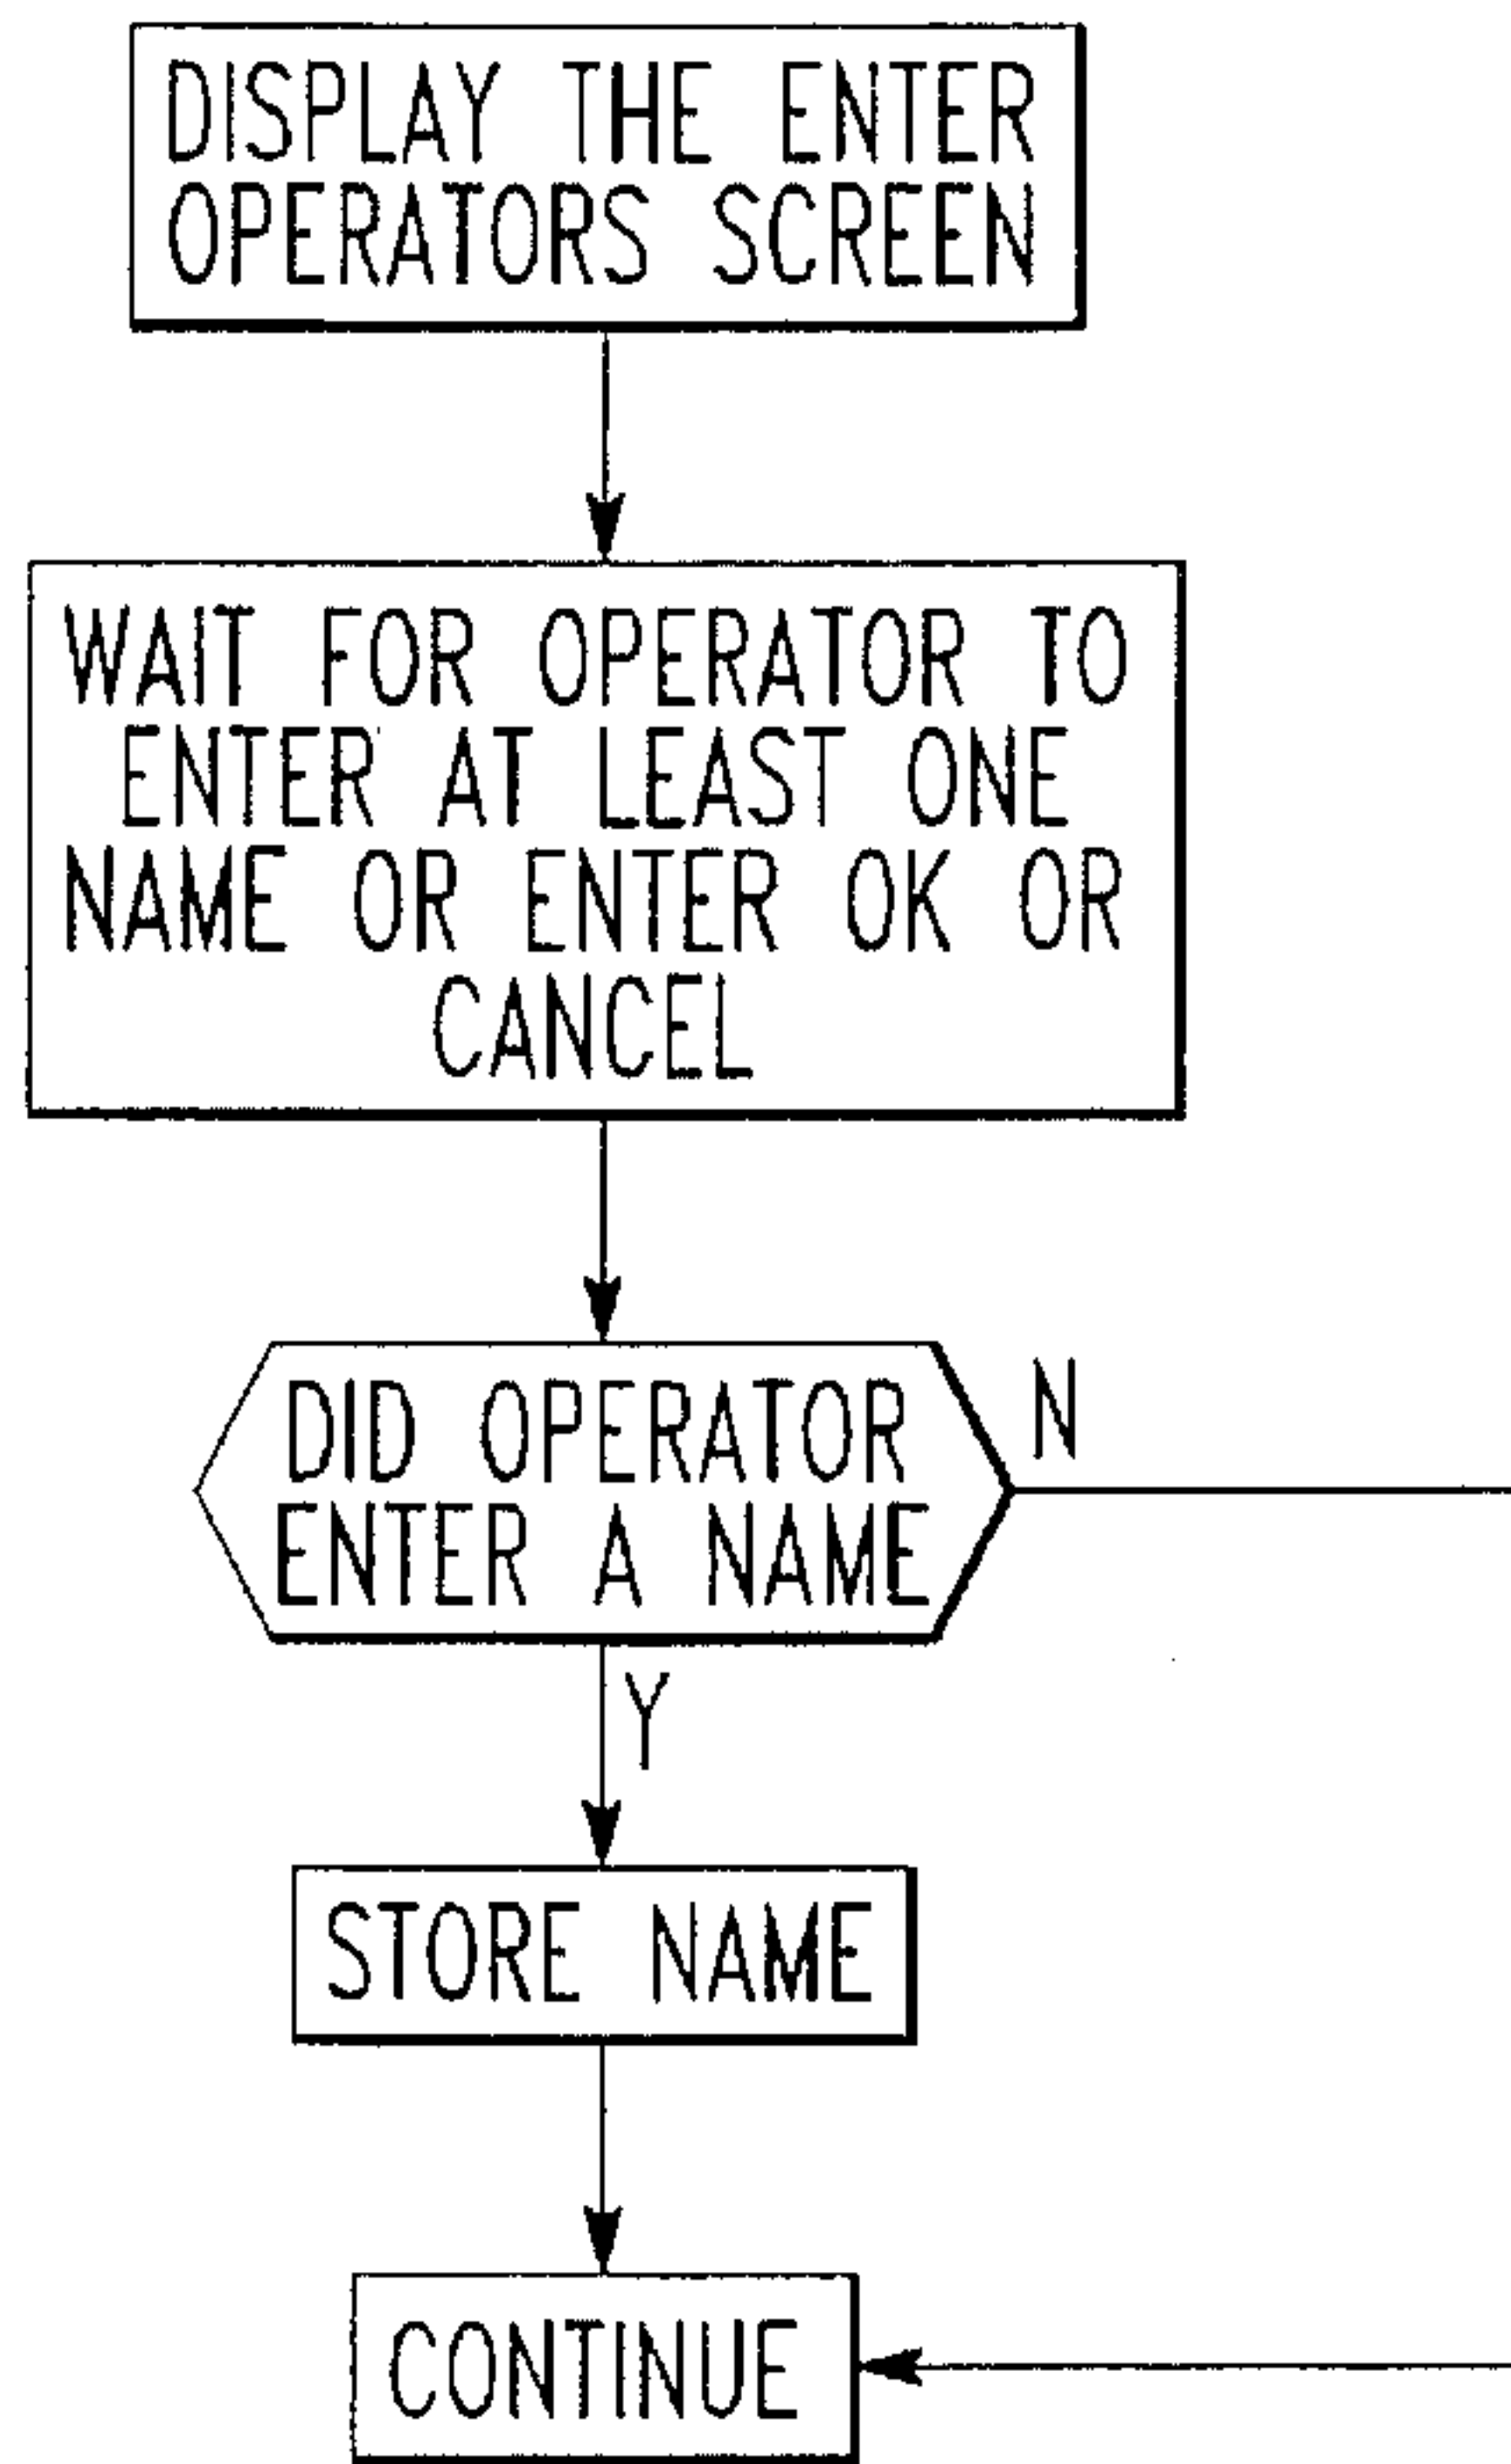 DISPLAY THE ENTER
OPERATORS SCREEN
WAIT FOR OPERATOR TO
ENTER AT LEAST ONE
NAME OR ENTER OK OR
CANCEL
DID OPERATOR
ENTER A NAME
N
Y
STORE NAME
CONTINUE